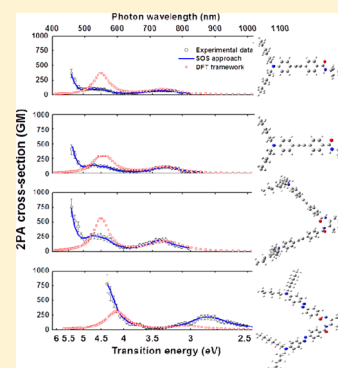 Photon wavelength (nm)
400 500 600 700 800 900 1000 1100
2PA cross-section (GM)
1000
750
500
250
0
Experimental data
SOS approach
DFT framework
1000
750
500
250
0
1000
750
500
250
0
1000
750
500
250
0
6 5.5 5 4.5 4 3.5 3 2.5
Transition energy (eV)